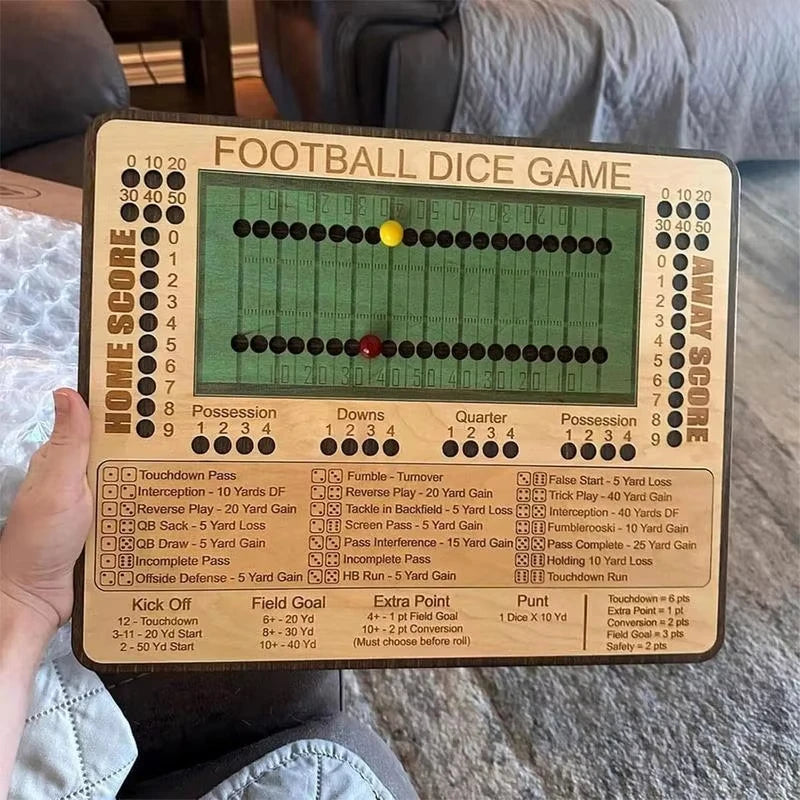 FOOTBALL DICE GAME
0 10 20
30 40 50
HOME SCORE
0
1
2
3
4
5
6
7
8
9
0 10 20
30 40 50
AWAY SCORE
0
1
2
3
4
5
6
7
8
9
Possession
1 2 3 4
Downs
1 2 3 4
Quarter
1 2 3 4
Possession
1 2 3 4
Touchdown Pass
Interception - 10 Yards DF
Reverse Play - 20 Yard Gain
QB Sack - 5 Yard Loss
QB Draw - 5 Yard Gain
Incomplete Pass
Offside Defense - 5 Yard Gain
Fumble - Turnover
Reverse Play - 20 Yard Gain
Tackle in Backfield - 5 Yard Loss
Screen Pass - 5 Yard Gain
Pass Interference - 15 Yard Gain
Incomplete Pass
HB Run - 5 Yard Gain
False Start - 5 Yard Loss
Trick Play - 40 Yard Gain
Interception - 40 Yards DF
Fumblerooski - 10 Yard Gain
Pass Complete - 25 Yard Gain
Holding 10 Yard Loss
Touchdown Run
Kick Off
12 - Touchdown
3-11 - 20 Yd Start
2 - 50 Yd Start
Field Goal
6+ - 20 Yd
8+ - 30 Yd
10+ - 40 Yd
Extra Point
4+ - 1 pt Field Goal
10+ - 2 pt Conversion
(Must choose before roll)
Punt
1 Dice X 10 Yd
Touchdown = 6 pts
Extra Point = 1 pt
Conversion = 2 pts
Field Goal = 3 pts
Safety = 2 pts